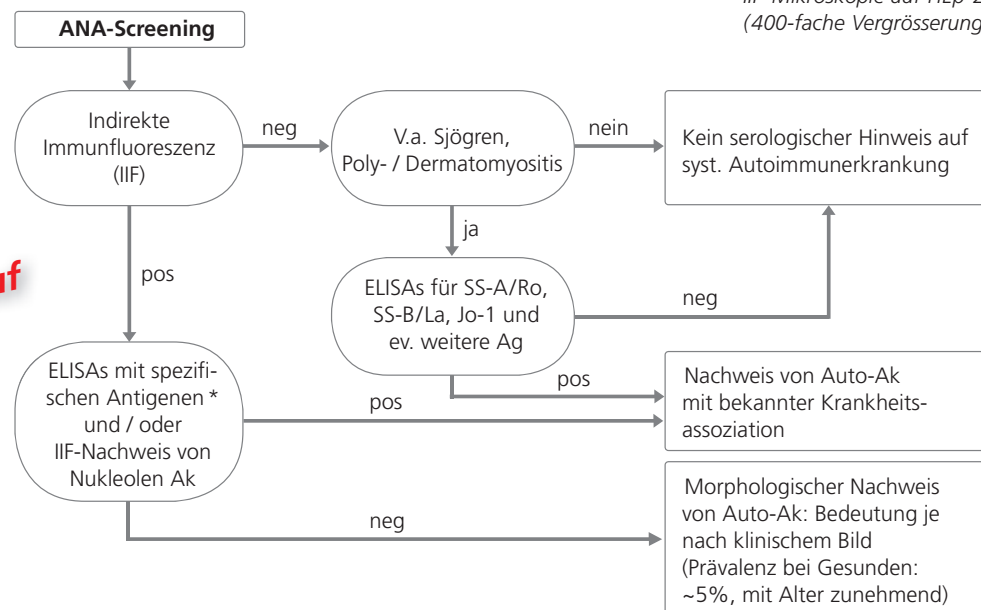 IIF-Mikroskopie auf HEp-2
(400-fache Vergrösserung
ANA-Screening
Indirekte
Immunfluoreszenz
(IIF)
neg
V.a. Sjögren,
Poly- / Dermatomyositis
nein
Kein serologischer Hinweis auf
syst. Autoimmunerkrankung
ja
pos
ELISAs für SS-A/Ro,
SS-B/La, Jo-1 und
ev. weitere Ag
neg
ELISAs mit spezifi-
schen Antigenen *
und / oder
IIF-Nachweis von
Nukleolen Ak
pos
pos
Nachweis von Auto-Ak
mit bekannter Krankheits-
assoziation
neg
Morphologischer Nachweis
von Auto-Ak: Bedeutung je
nach klinischem Bild
(Prävalenz bei Gesunden:
~5%, mit Alter zunehmend)